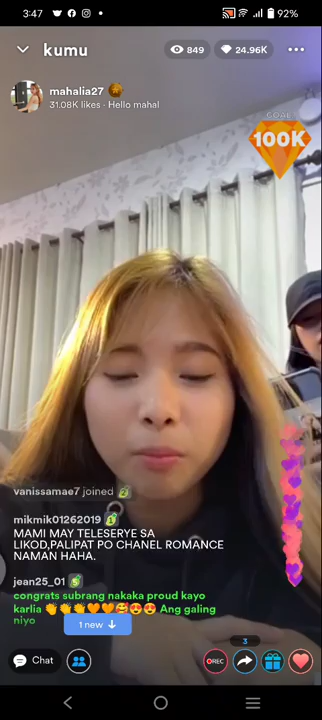 3:47
92%
kumu
849
24.96K
mahalia27
31.08K likes · Hello mahal
GOAL
100K
vanissamae7 joined
mikmik01262019
MAMI MAY TELESERYE SA
LIKOD,PALIPAT PO CHANEL ROMANCE
NAMAN HAHA.
jean25_01
congrats subrang nakaka proud kayo
karlia 👏👏👏🧡🧡🥰😍😍 Ang galing
niyo
1 new ↓
3
Chat
REC